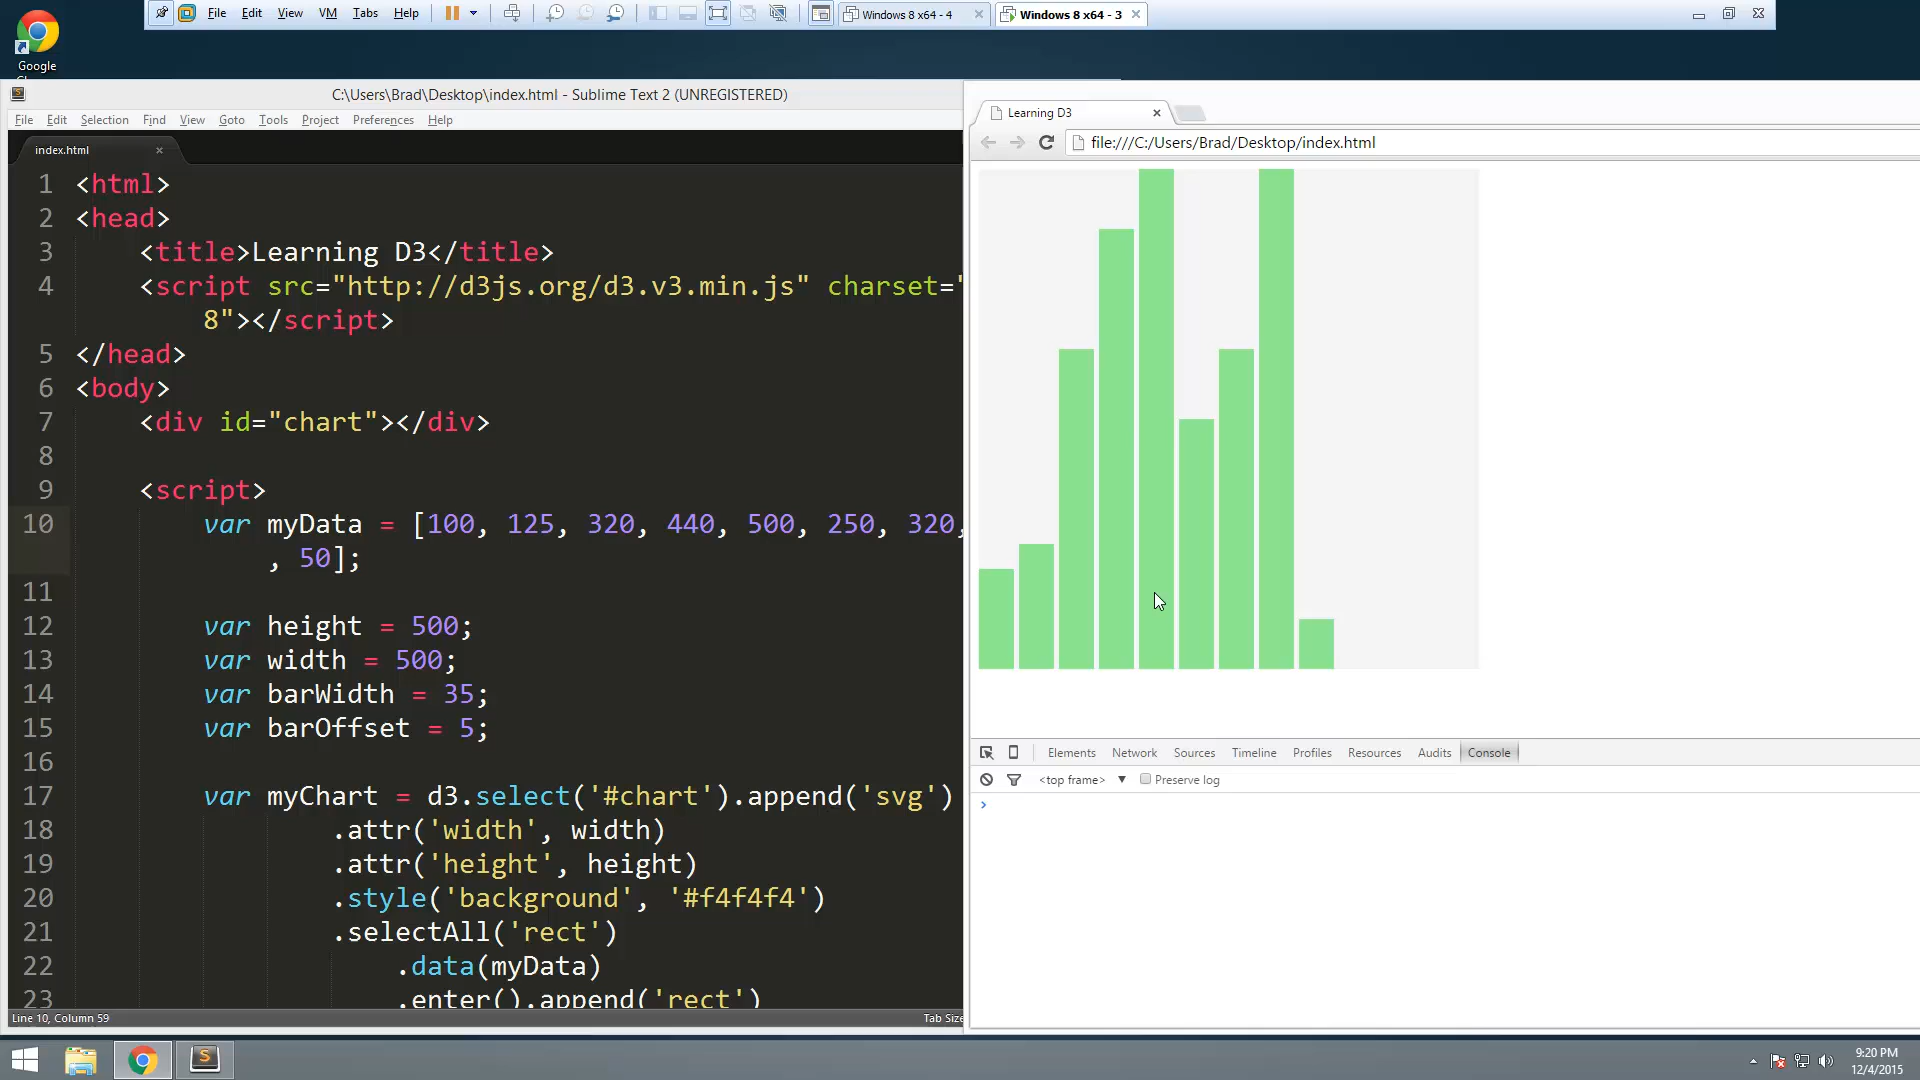 File Edit View VM Tabs Help
Windows 8 x64 - 4
Windows 8 x64 - 3
Google
C:\Users\Brad\Desktop\index.html - Sublime Text 2 (UNREGISTERED)
File Edit Selection Find View Goto Tools Project Preferences Help
index.html
1 <html>
2 <head>
3 <title>Learning D3</title>
4 <script src="http://d3js.org/d3.v3.min.js" charset="
8"></script>
5 </head>
6 <body>
7 <div id="chart"></div>
8
9 <script>
10 var myData = [100, 125, 320, 440, 500, 250, 320,
, 50];
11
12 var height = 500;
13 var width = 500;
14 var barWidth = 35;
15 var barOffset = 5;
16
17 var myChart = d3.select('#chart').append('svg')
18 .attr('width', width)
19 .attr('height', height)
20 .style('background', '#f4f4f4')
21 .selectAll('rect')
22 .data(myData)
23 .enter().append('rect')
Line 10, Column 59
Tab Size
Learning D3
file:///C:/Users/Brad/Desktop/index.html
Elements Network Sources Timeline Profiles Resources Audits Console
<top frame> Preserve log
9:20 PM
12/4/2015